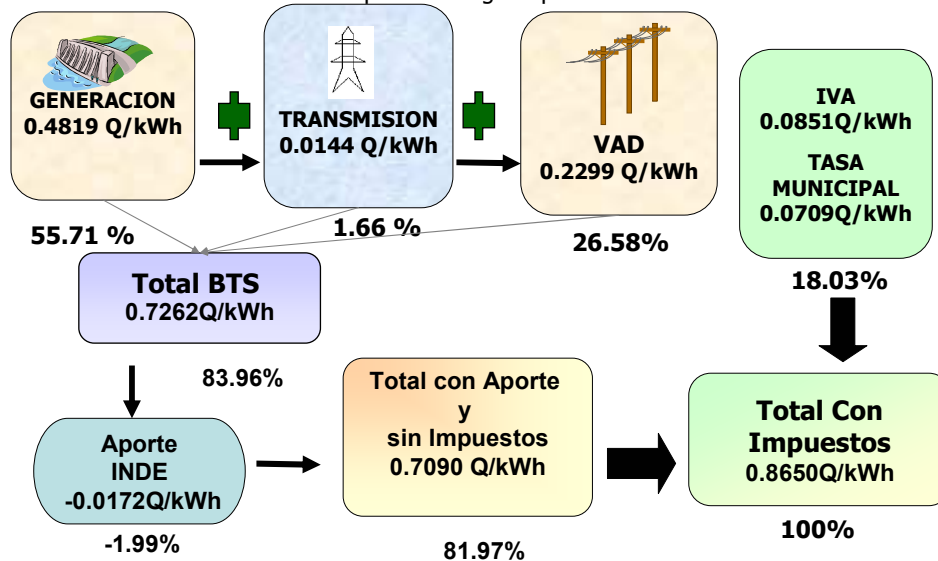 GENERACION
0.4819 Q/kWh
TRANSMISION
0.0144 Q/kWh
VAD
0.2299 Q/kWh
IVA
0.0851Q/kWh
TASA
MUNICIPAL
0.0709Q/kWh
55.71 %
1.66 %
26.58%
18.03%
Total BTS
0.7262Q/kWh
83.96%
Aporte
INDE
-0.0172Q/kWh
-1.99%
Total con Aporte
y
sin Impuestos
0.7090 Q/kWh
81.97%
Total Con
Impuestos
0.8650Q/kWh
100%